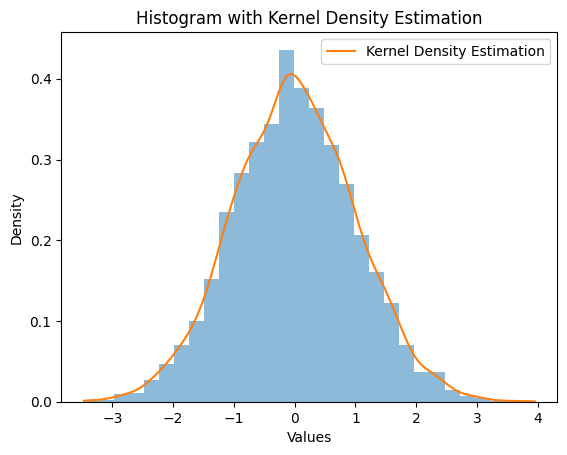 Histogram with Kernel Density Estimation
Kernel Density Estimation
0.4
0.3
0.2
0.1
0.0
Density
−3 −2 −1 0 1 2 3 4
Values